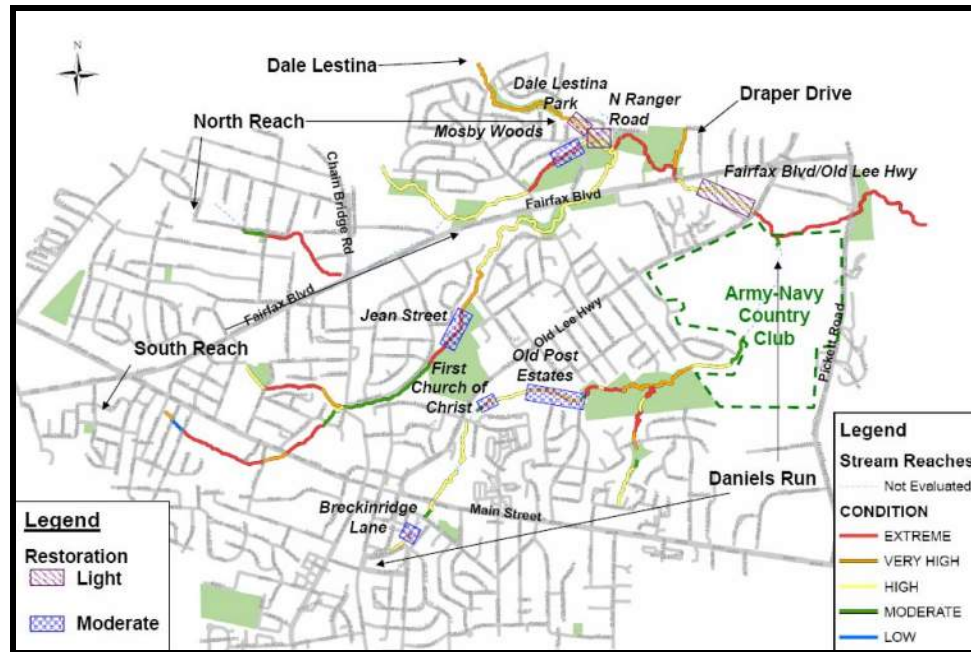 N
Dale Lestina
Dale Lestina
Park
N Ranger
Road
Draper Drive
North Reach
Mosby Woods
Chain Bridge Rd
Fairfax Blvd/Old Lee Hwy
Fairfax Blvd
Fairfax Blvd
Jean Street
Old Lee Hwy
Army-Navy
Country
Club
Pickett Road
South Reach
First
Church of
Christ
Old Post
Estates
Daniels Run
Breckinridge
Lane
Main Street
Legend
Restoration
Light
Moderate
Legend
Stream Reaches
Not Evaluated
CONDITION
EXTREME
VERY HIGH
HIGH
MODERATE
LOW